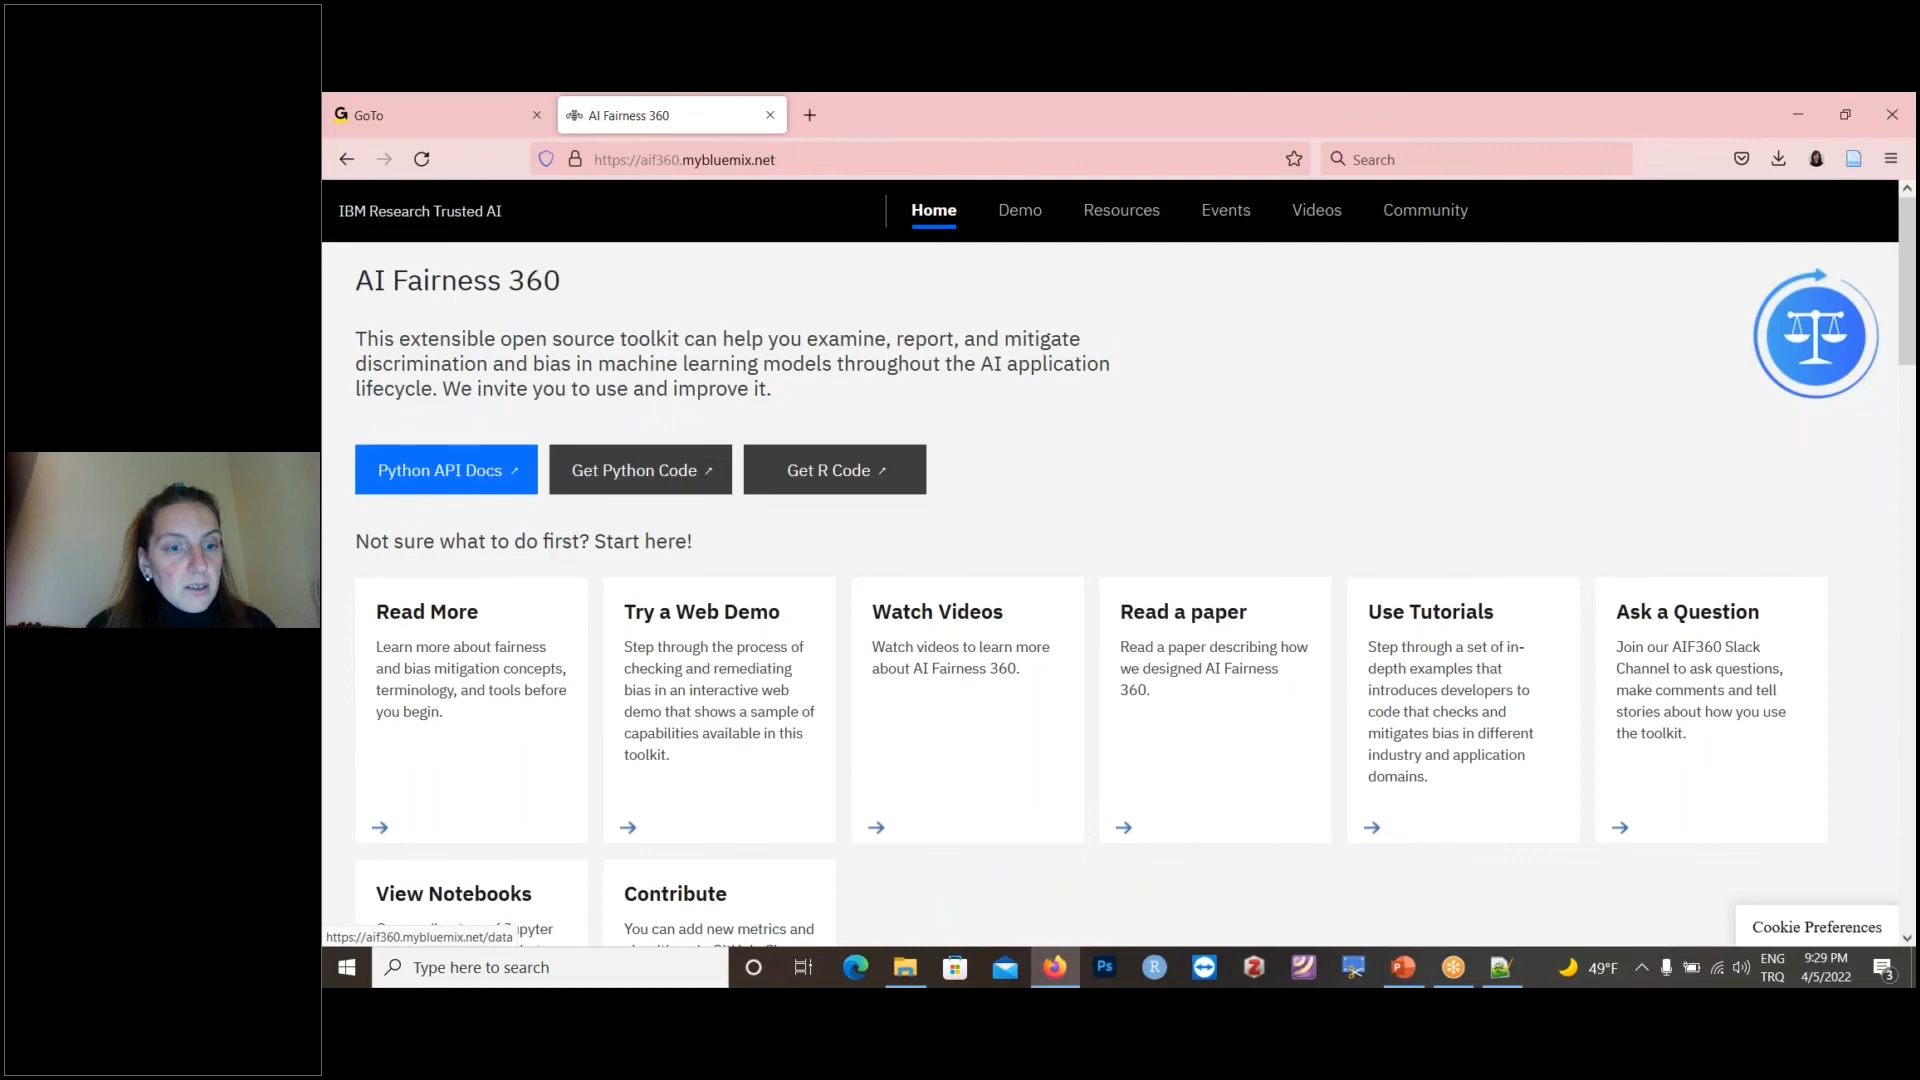 GoTo
AI Fairness 360
https://aif360.mybluemix.net
Search
IBM Research Trusted AI
Home
Demo
Resources
Events
Videos
Community
AI Fairness 360
This extensible open source toolkit can help you examine, report, and mitigate
discrimination and bias in machine learning models throughout the AI application
lifecycle. We invite you to use and improve it.
Python API Docs
Get Python Code
Get R Code
Not sure what to do first? Start here!
Read More
Learn more about fairness
and bias mitigation concepts,
terminology, and tools before
you begin.
Try a Web Demo
Step through the process of
checking and remediating
bias in an interactive web
demo that shows a sample of
capabilities available in this
toolkit.
Watch Videos
Watch videos to learn more
about AI Fairness 360.
Read a paper
Read a paper describing how
we designed AI Fairness
360.
Use Tutorials
Step through a set of in-
depth examples that
introduces developers to
code that checks and
mitigates bias in different
industry and application
domains.
Ask a Question
Join our AIF360 Slack
Channel to ask questions,
make comments and tell
stories about how you use
the toolkit.
View Notebooks
Contribute
You can add new metrics and
https://aif360.mybluemix.net/data
Cookie Preferences
Type here to search
Ps
R
Z
P
49°F
ENG
TRQ
9:29 PM
4/5/2022
3